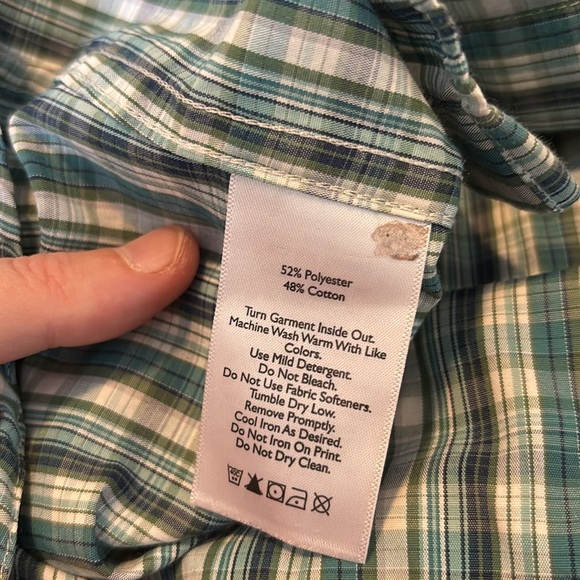 52% Polyester
48% Cotton
Turn Garment Inside Out.
Machine Wash Warm With Like
Colors.
Use Mild Detergent.
Do Not Bleach.
Do Not Use Fabric Softeners.
Tumble Dry Low.
Remove Promptly.
Cool Iron As Desired.
Do Not Iron On Print.
Do Not Dry Clean.